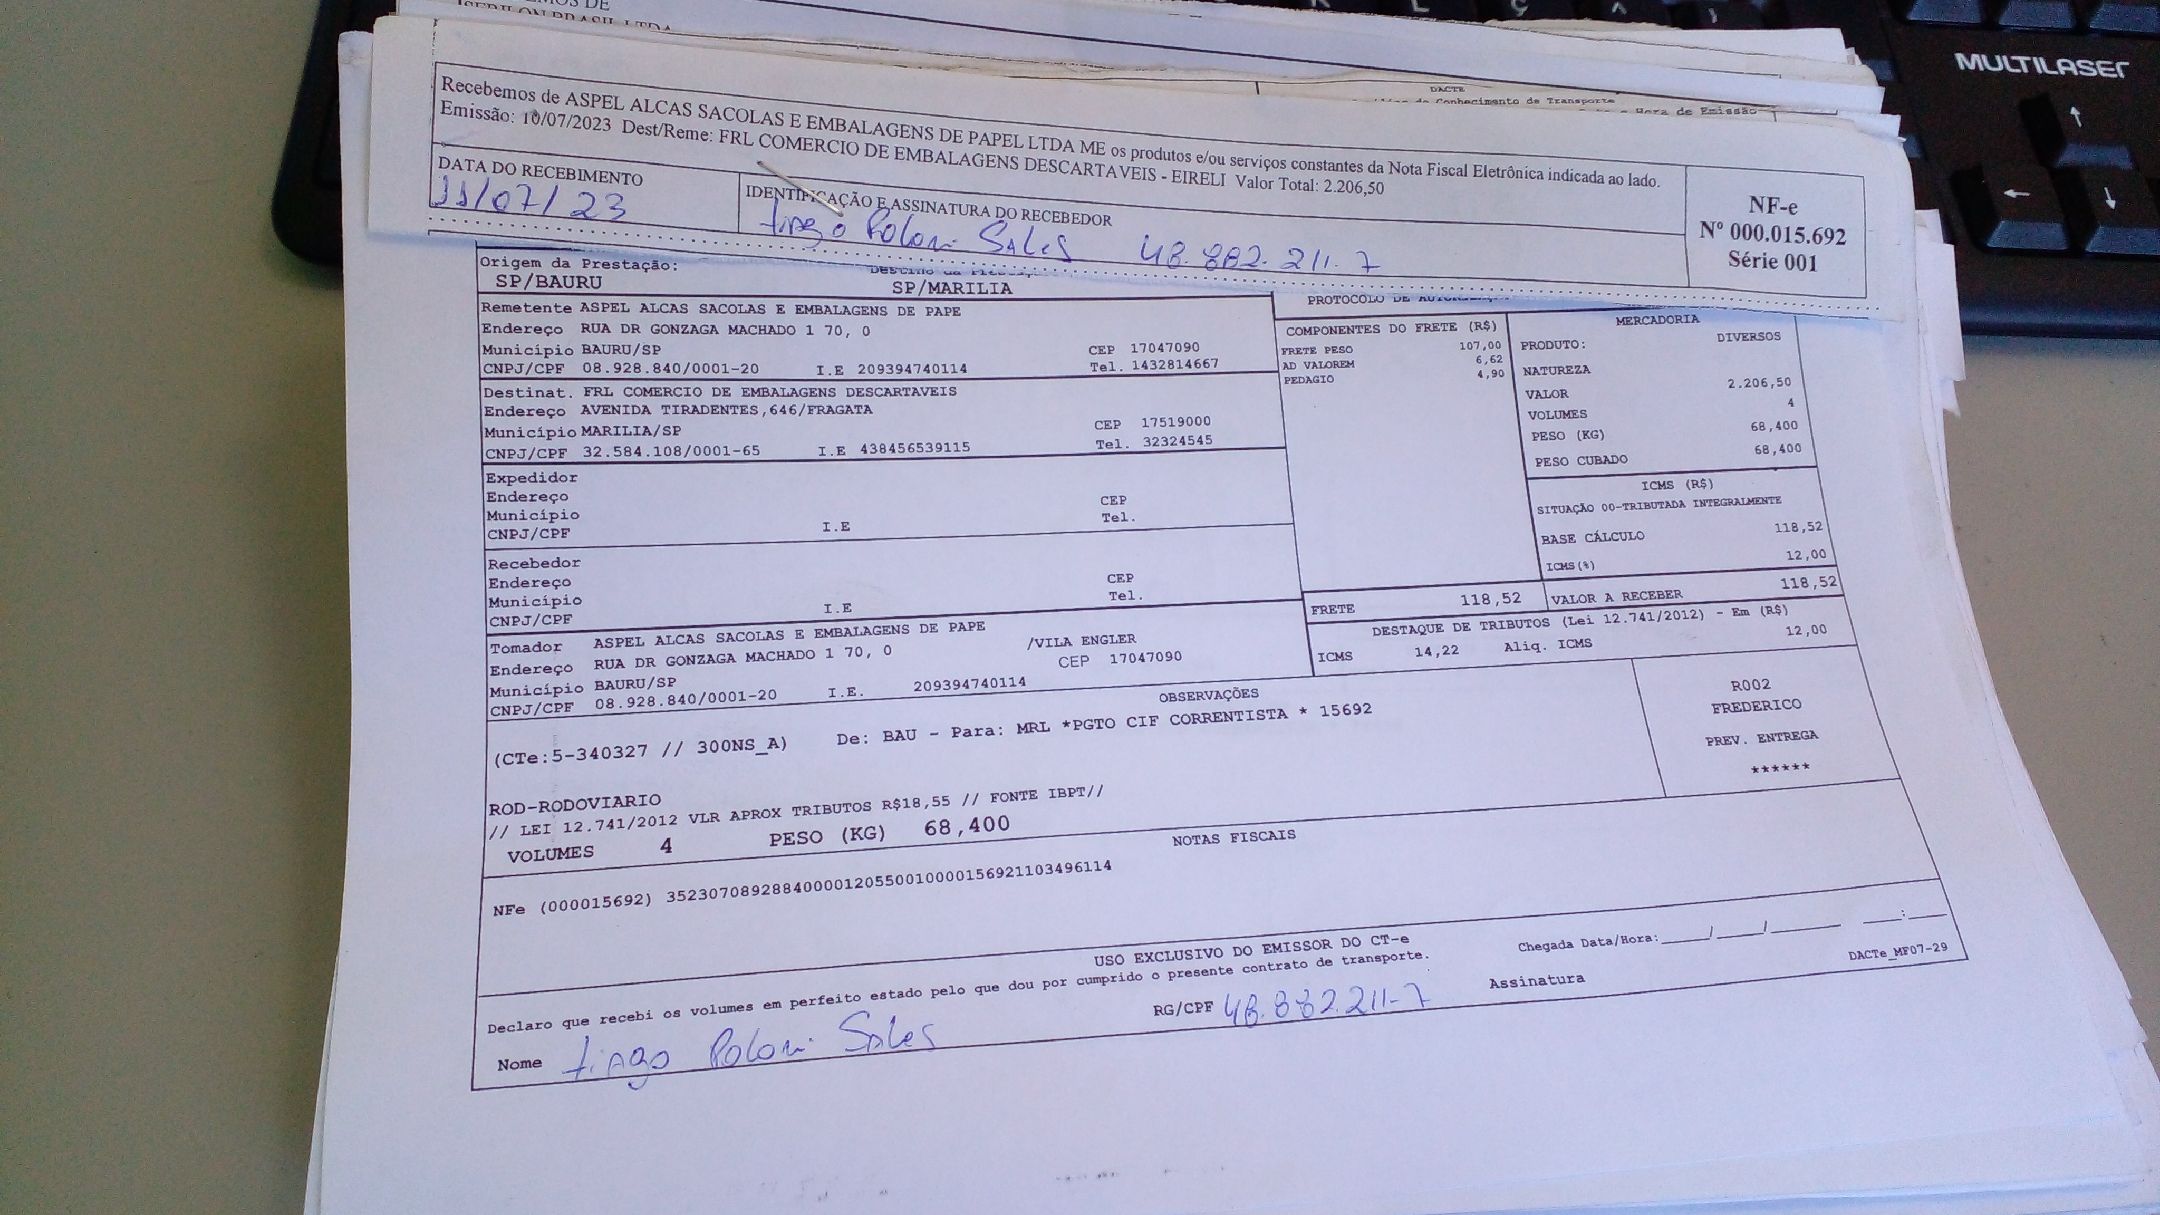 MULTILASER
DACTE
Recebemos de ASPEL ALCAS SACOLAS E EMBALAGENS DE PAPEL LTDA ME os produtos e/ou serviços constantes da Nota Fiscal Eletrônica indicada ao lado.
Emissão: 10/07/2023 Dest/Reme: FRL COMERCIO DE EMBALAGENS DESCARTAVEIS - EIRELI Valor Total: 2.206,50
DATA DO RECEBIMENTO
11/07/23
IDENTIFICAÇÃO E ASSINATURA DO RECEBEDOR
Tiago Poloni Sales 48.882.211.7
NF-e
Nº 000.015.692
Série 001
Origem da Prestação:
SP/BAURU SP/MARILIA
Remetente ASPEL ALCAS SACOLAS E EMBALAGENS DE PAPE
Endereço RUA DR GONZAGA MACHADO 1 70, 0
Município BAURU/SP CEP 17047090
CNPJ/CPF 08.928.840/0001-20 I.E 209394740114 Tel. 1432814667
Destinat. FRL COMERCIO DE EMBALAGENS DESCARTAVEIS
Endereço AVENIDA TIRADENTES,646/FRAGATA
Município MARILIA/SP CEP 17519000
CNPJ/CPF 32.584.108/0001-65 I.E 438456539115 Tel. 32324545
Expedidor
Endereço CEP
Município Tel.
CNPJ/CPF I.E
Recebedor
Endereço CEP
Município Tel.
CNPJ/CPF I.E
Tomador ASPEL ALCAS SACOLAS E EMBALAGENS DE PAPE
Endereço RUA DR GONZAGA MACHADO 1 70, 0 /VILA ENGLER
Município BAURU/SP CEP 17047090
CNPJ/CPF 08.928.840/0001-20 I.E. 209394740114
PROTOCOLO DE
COMPONENTES DO FRETE (R$)
FRETE PESO 107,00
AD VALOREM 6,62
PEDAGIO 4,90
MERCADORIA
PRODUTO: DIVERSOS
NATUREZA
VALOR 2.206,50
VOLUMES 4
PESO (KG) 68,400
PESO CUBADO 68,400
ICMS (R$)
SITUAÇÃO 00-TRIBUTADA INTEGRALMENTE
BASE CÁLCULO 118,52
ICMS(%) 12,00
FRETE 118,52 VALOR A RECEBER 118,52
DESTAQUE DE TRIBUTOS (Lei 12.741/2012) - Em (R$)
ICMS 14,22 Aliq. ICMS 12,00
OBSERVAÇÕES
(CTe:5-340327 // 300NS_A) De: BAU - Para: MRL *PGTO CIF CORRENTISTA * 15692
R002
FREDERICO
PREV. ENTREGA
******
ROD-RODOVIARIO
// LEI 12.741/2012 VLR APROX TRIBUTOS R$18,55 // FONTE IBPT//
VOLUMES 4 PESO (KG) 68,400
NOTAS FISCAIS
NFe (000015692) 35230708928840000120550010000156921103496114
USO EXCLUSIVO DO EMISSOR DO CT-e
Declaro que recebi os volumes em perfeito estado pelo que dou por cumprido o presente contrato de transporte.
Chegada Data/Hora:____/____/____ ___:___
Nome Tiago Poloni Sales RG/CPF 48.882.211-7 Assinatura
DACTe_MF07-29